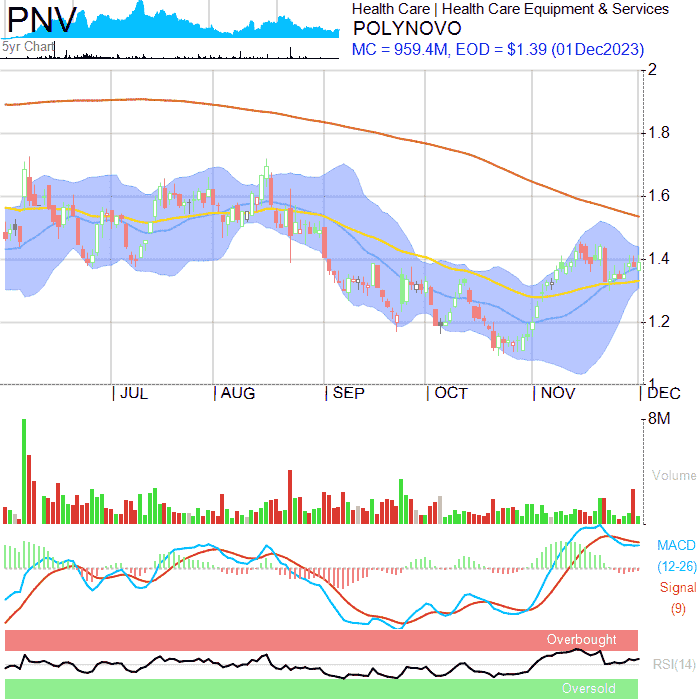 PNV
5yr Chart
Health Care | Health Care Equipment & Services
POLYNOVO
MC = 959.4M, EOD = $1.39 (01Dec2023)
2
1.8
1.6
1.4
1.2
1
JUL AUG SEP OCT NOV DEC
8M
Volume
MACD
(12-26)
Signal
(9)
Overbought
RSI(14)
Oversold